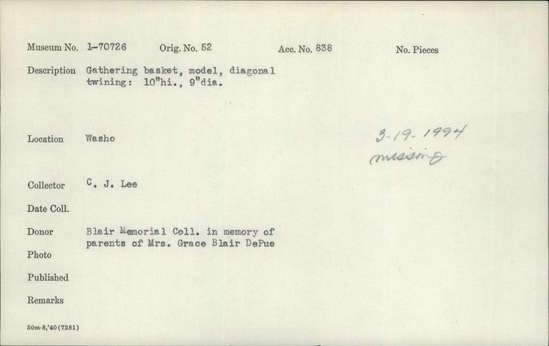 Museum No. 1-70726 Orig. No. 52 Acc. No. 838 No. Pieces
Description Gathering basket, model, diagonal
twining: 10"hi., 9"dia.
Location Washo
3-19-1994
missing
Collector C. J. Lee
Date Coll.
Donor Blair Memorial Coll. in memory of
parents of Mrs. Grace Blair DePue
Photo
Published
Remarks
50m-8,'40(7251)